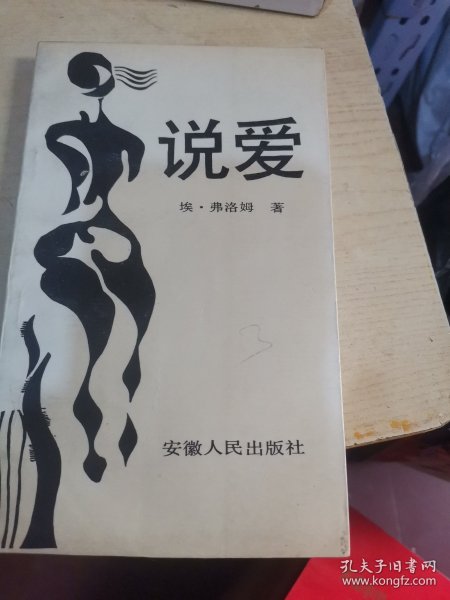 说爱
埃·弗洛姆 著
安徽人民出版社
孔夫子旧书网
www.kongfz.com